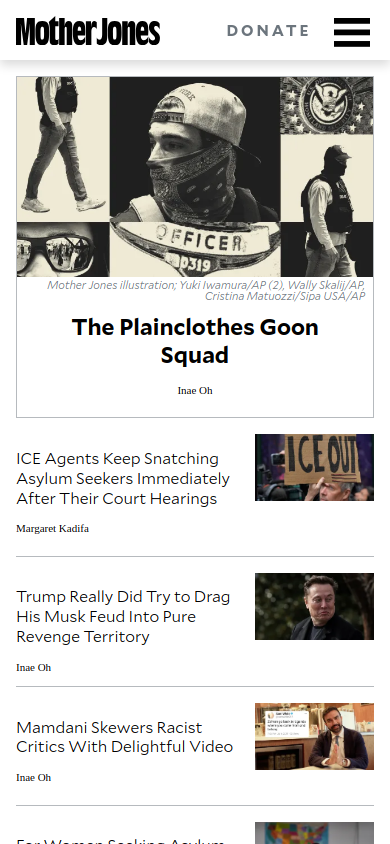 Mother Jones
DONATE
OFFICER
0319
Mother Jones illustration; Yuki Iwamura/AP (2), Wally Skalij/AP,
Cristina Matuozzi/Sipa USA/AP
The Plainclothes Goon
Squad
Inae Oh
ICE Agents Keep Snatching
Asylum Seekers Immediately
After Their Court Hearings
Margaret Kadifa
ICE OUT
Trump Really Did Try to Drag
His Musk Feud Into Pure
Revenge Territory
Inae Oh
Mamdani Skewers Racist
Critics With Delightful Video
Inae Oh